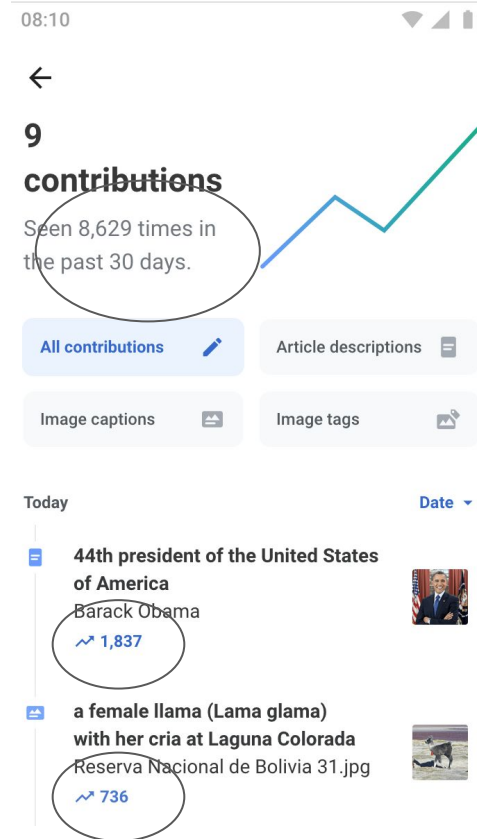 08:10
9
contributions
Seen 8,629 times in
the past 30 days.
All contributions
Article descriptions
Image captions
Image tags
Today
Date
44th president of the United States
of America
Barack Obama
1,837
a female llama (Lama glama)
with her cria at Laguna Colorada
Reserva Nacional de Bolivia 31.jpg
736